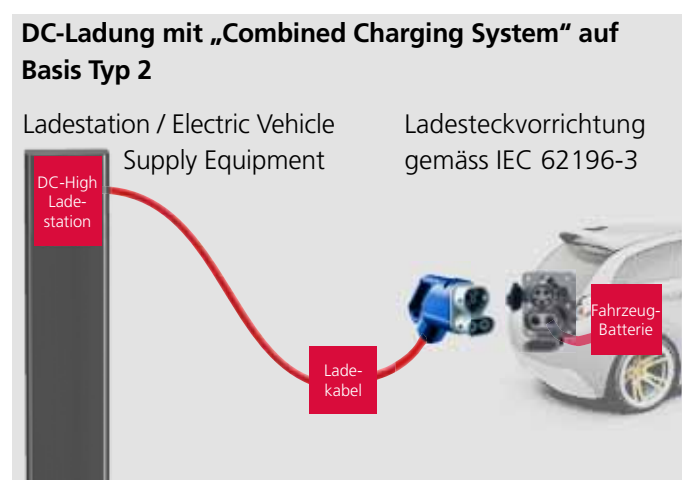 DC-Ladung mit „Combined Charging System“ auf
Basis Typ 2
Ladestation / Electric Vehicle
Supply Equipment
Ladesteckvorrichtung
gemäss IEC 62196-3
DC-High
Lade-
station
Lade-
kabel
Fahrzeug-
Batterie